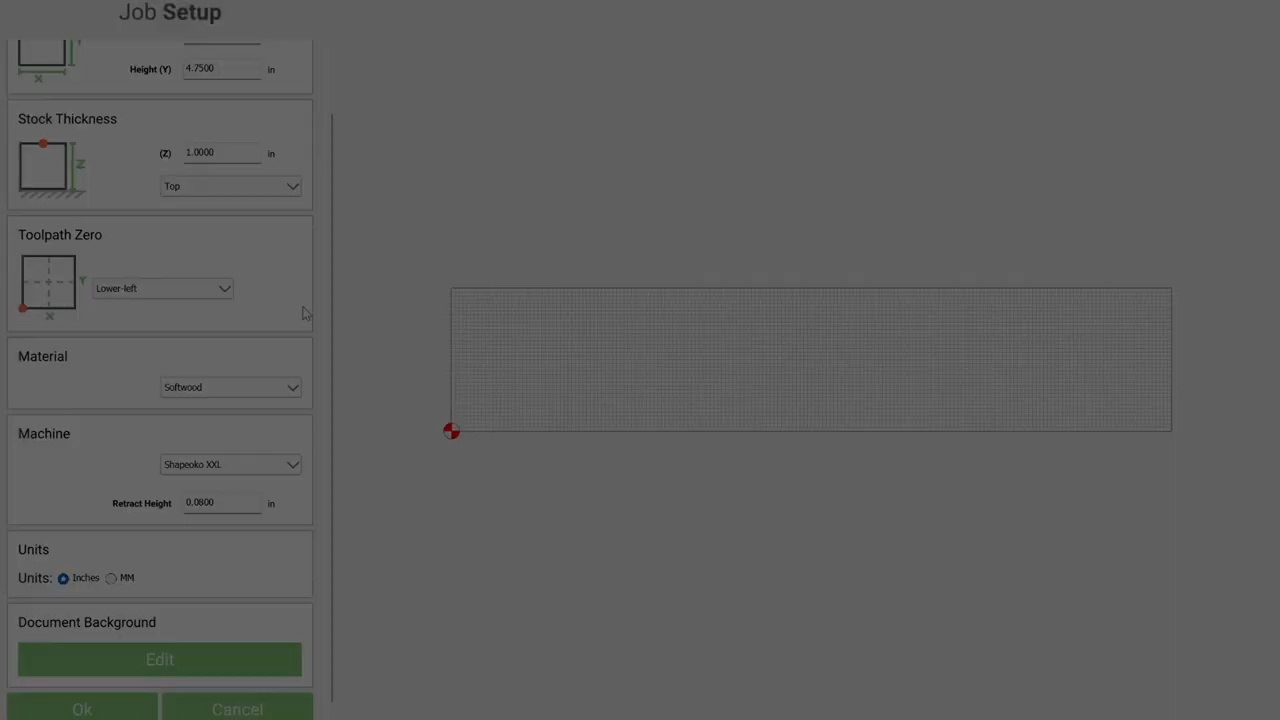 Job Setup
Y
X
Height (Y) 4.7500 in
Stock Thickness
(Z) 1.0000 in
Z
Top
Toolpath Zero
Y
Lower-left
X
Material
Softwood
Machine
Shapeoko XXL
Retract Height 0.0800 in
Units
Units: Inches MM
Document Background
Edit
Ok Cancel